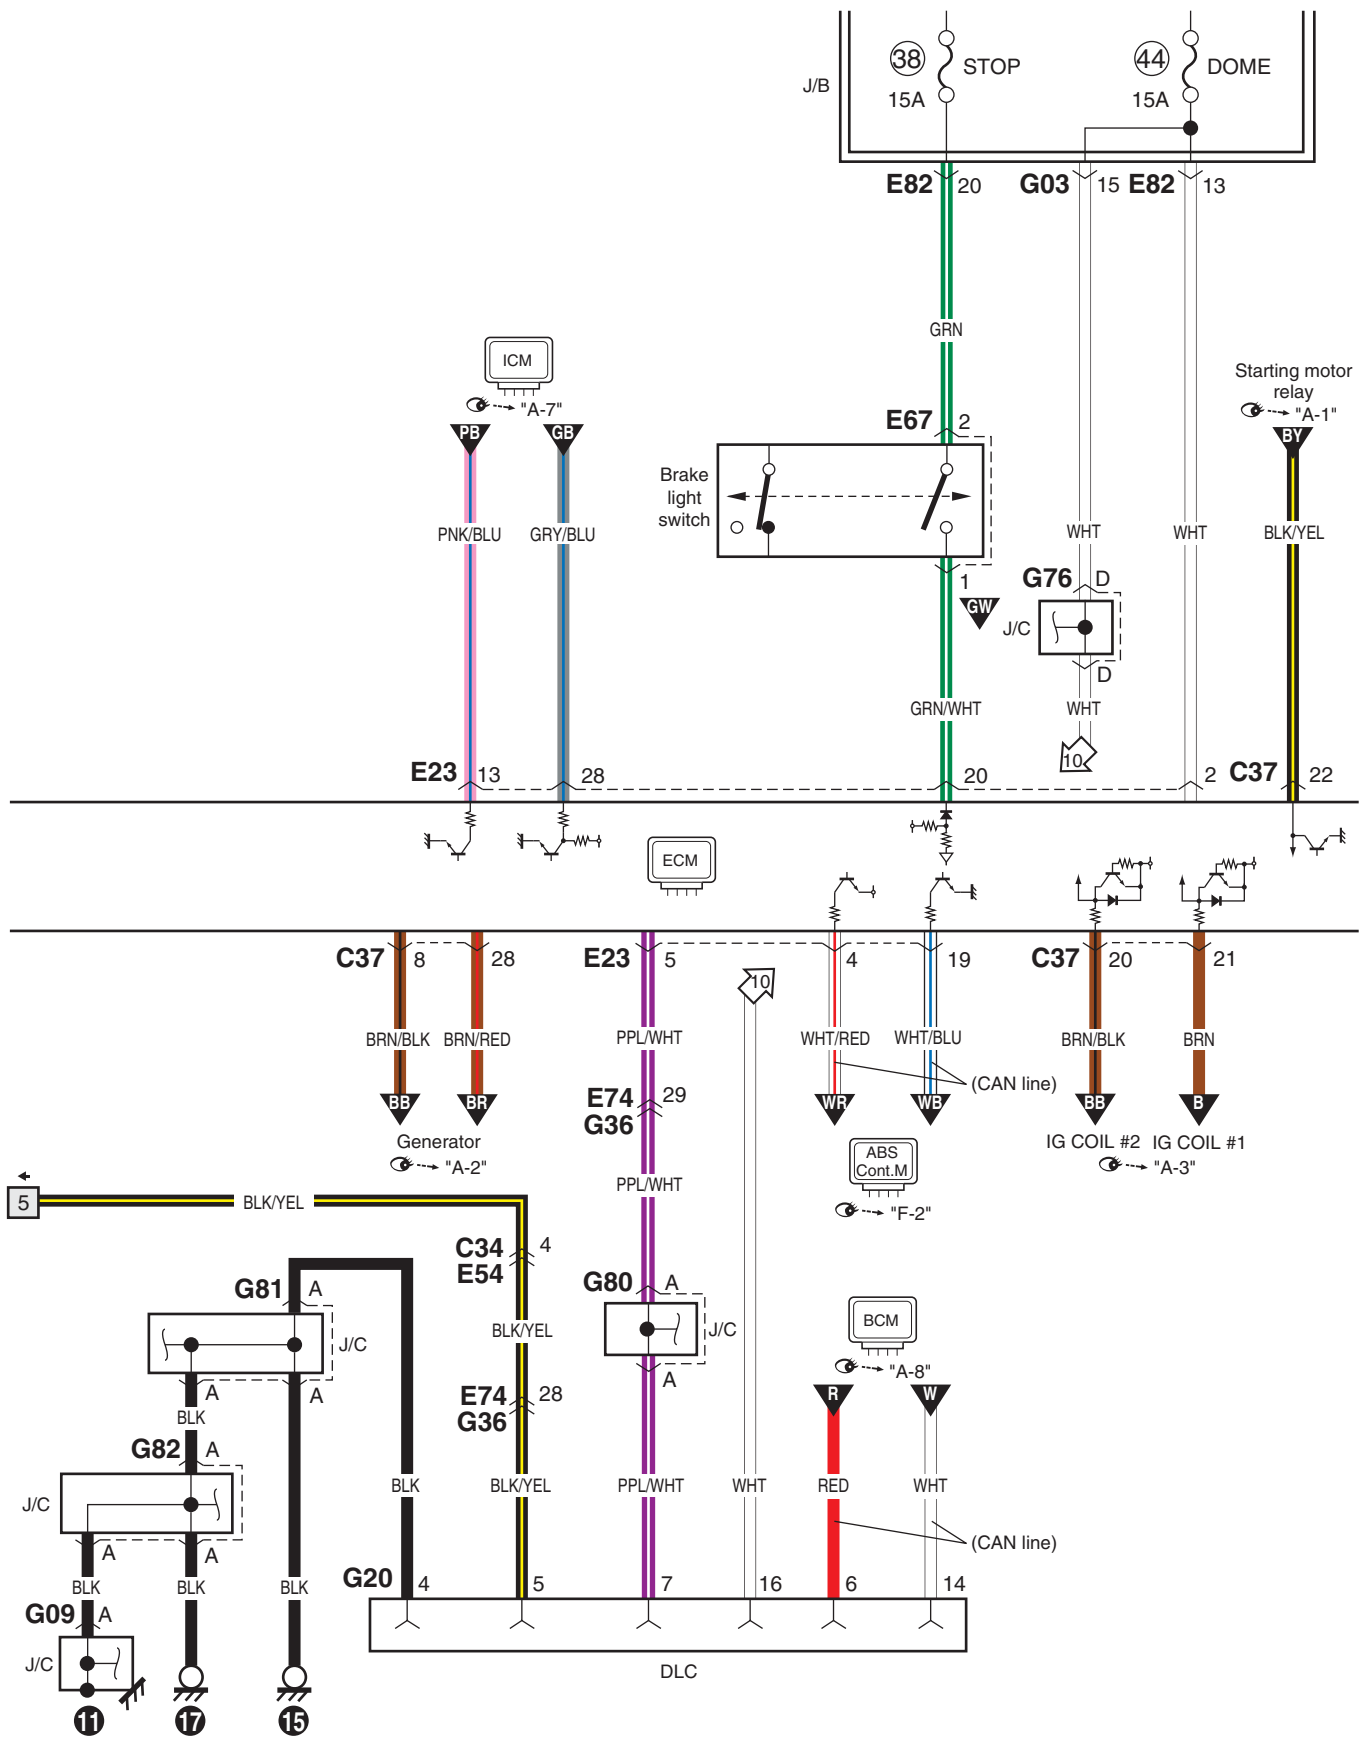 38 STOP 44 DOME
J/B 15A 15A
E82 20 G03 15 E82 13
GRN
ICM
"A-7"
Starting motor
relay
"A-1"
PB GB E67 2 BY
Brake
light
switch
PNK/BLU GRY/BLU WHT WHT BLK/YEL
1 G76 D
GW J/C
D
GRN/WHT WHT
10
E23 13 28 20 2 C37 22
ECM
C37 8 28 E23 5 4 19 C37 20 21
10
BRN/BLK BRN/RED PPL/WHT WHT/RED WHT/BLU BRN/BLK BRN
(CAN line)
E74 29
G36
BB BR WR WB BB B
Generator
"A-2"
ABS
Cont.M
"F-2"
IG COIL #2 IG COIL #1
"A-3"
PPL/WHT
5 BLK/YEL
C34 4
E54
G81 A G80 A
J/C BLK/YEL J/C
A
BCM
"A-8"
A A
E74 28
G36
R W
BLK
G82 A
J/C
BLK BLK/YEL PPL/WHT WHT RED WHT
(CAN line)
A A
BLK BLK BLK
G20 4 5 7 16 6 14
G09 A
J/C
DLC
11 17 15